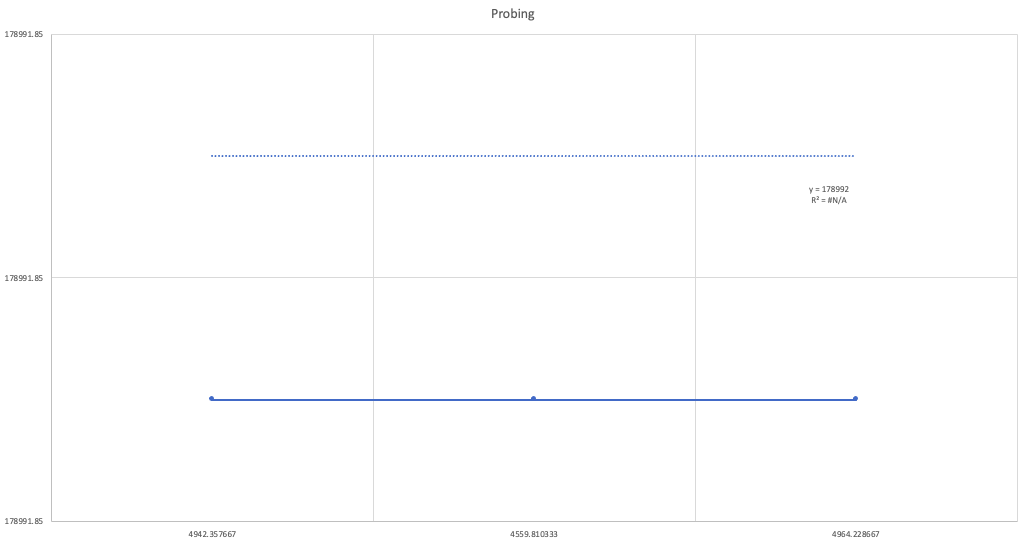 Probing
178991.85
y = 178992
R² = #N/A
178991.85
178991.85
4942.357667
4559.810333
4964.228667